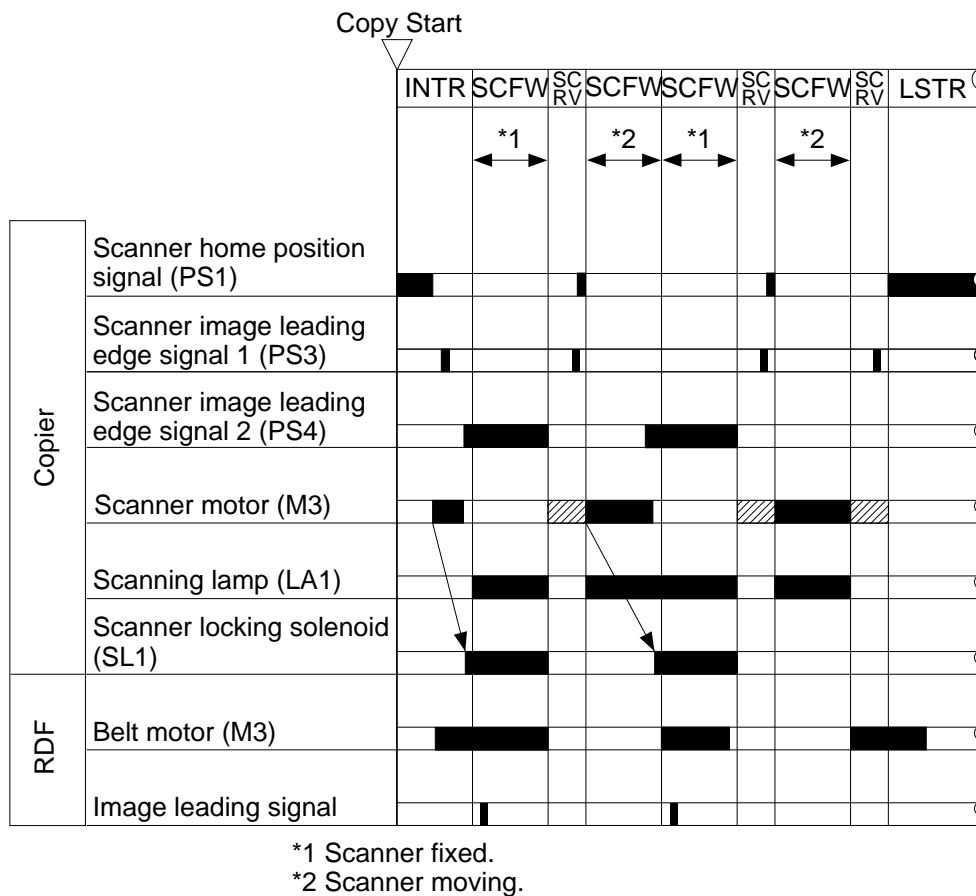 Copy Start
INTR SCFW SC RV SCFW SCFW SC RV SCFW SC RV LSTR
*1 *2 *1 *2
Copier
Scanner home position
signal (PS1)
Scanner image leading
edge signal 1 (PS3)
Scanner image leading
edge signal 2 (PS4)
Scanner motor (M3)
Scanning lamp (LA1)
Scanner locking solenoid
(SL1)
RDF
Belt motor (M3)
Image leading signal
*1 Scanner fixed.
*2 Scanner moving.